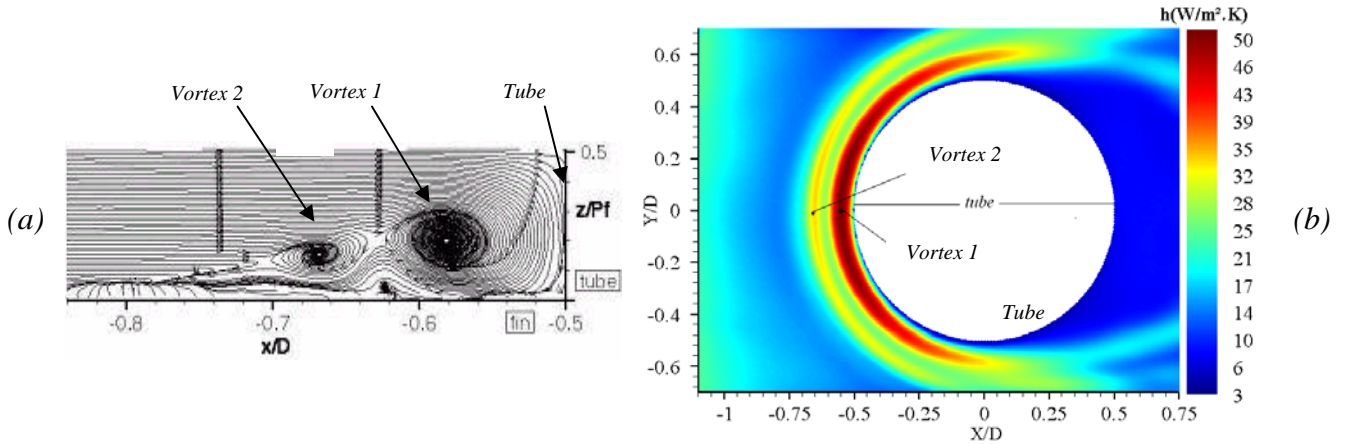 (a)
Vortex 2
Vortex 1
Tube
0.5
z/Pf
tube
-0.8
-0.7
-0.6
fin
-0.5
x/D
h(W/m².K)
50
46
43
39
35
32
28
25
21
17
14
10
6
3
0.6
0.4
0.2
0
-0.2
-0.4
-0.6
Y/D
Vortex 2
tube
Vortex 1
Tube
-1
-0.75
-0.5
-0.25
0
0.25
0.5
0.75
X/D
(b)